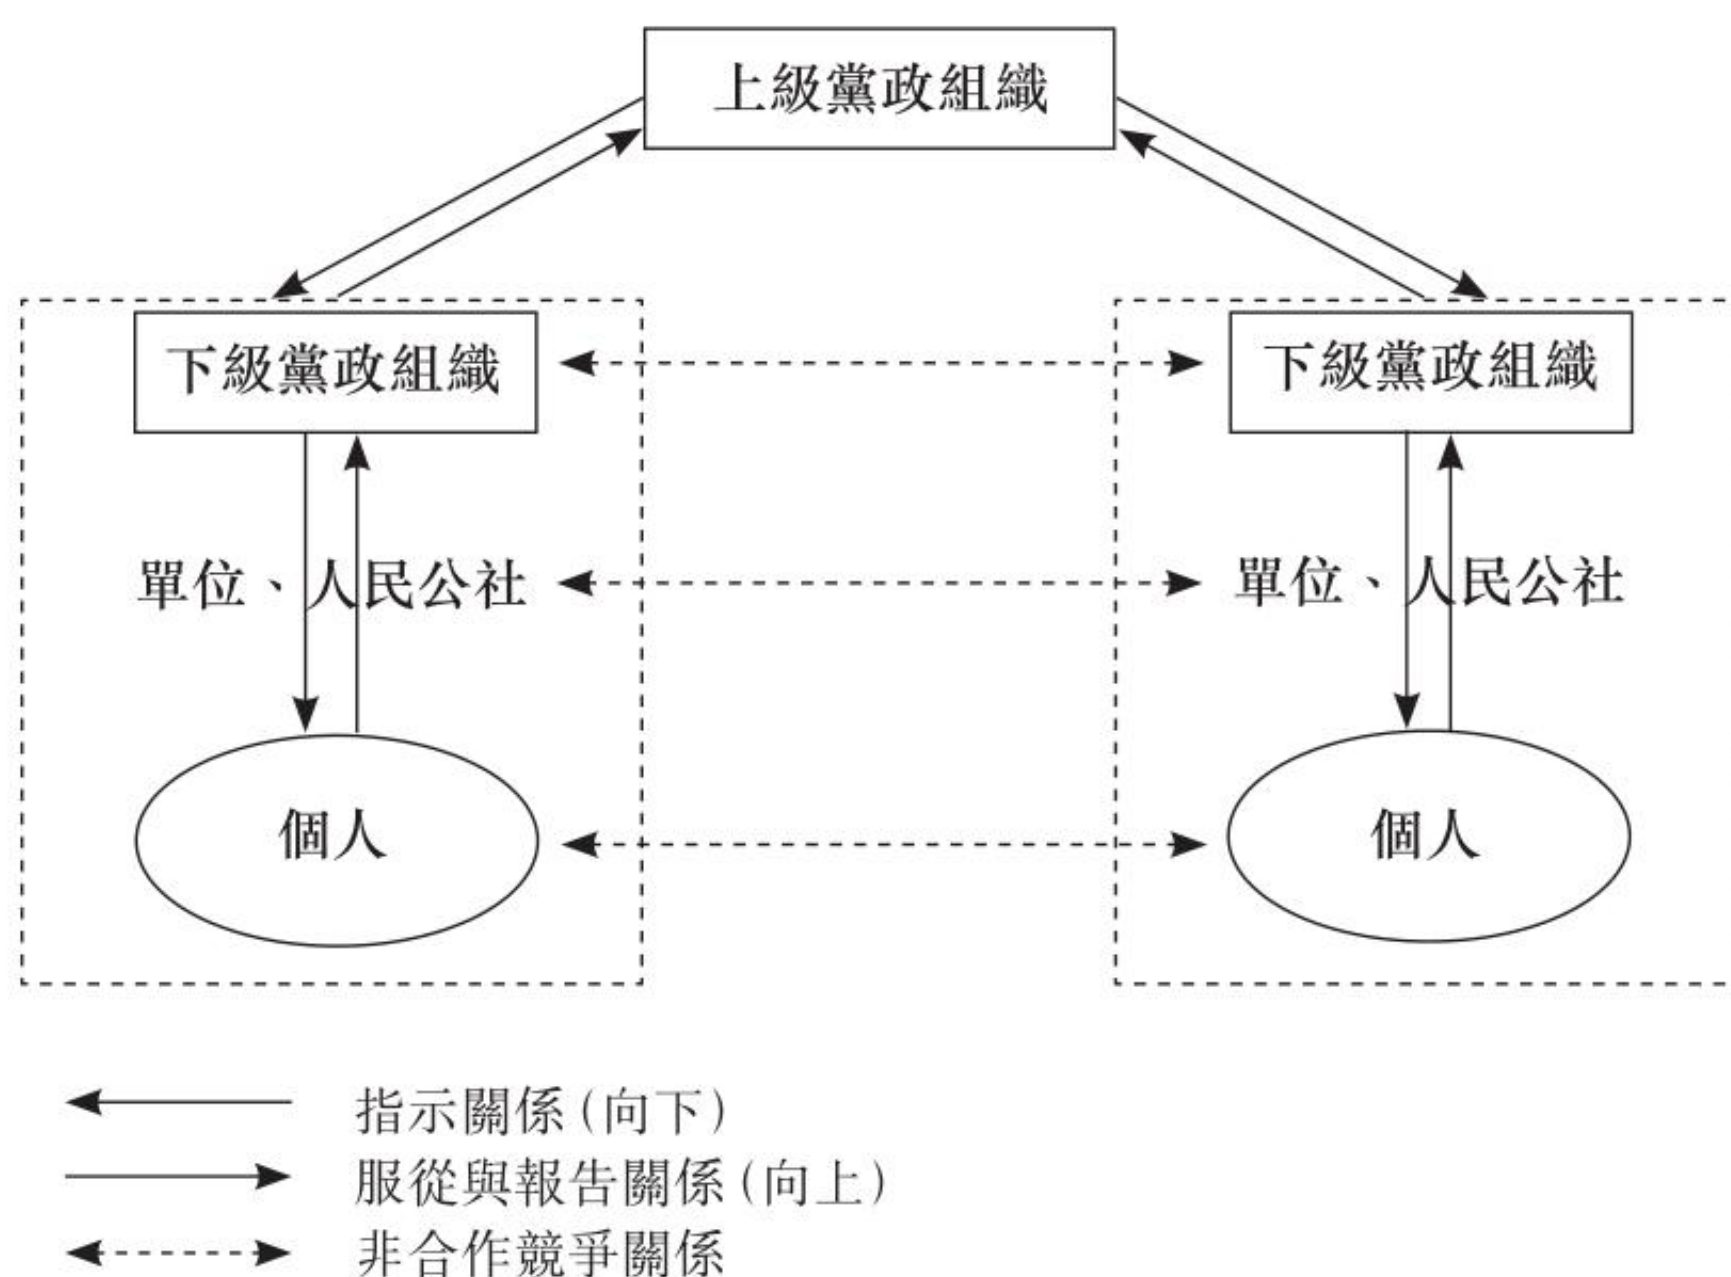 上級黨政組織
下級黨政組織
下級黨政組織
單位、人民公社
單位、人民公社
個人
個人
指示關係(向下)
服從與報告關係(向上)
非合作競爭關係